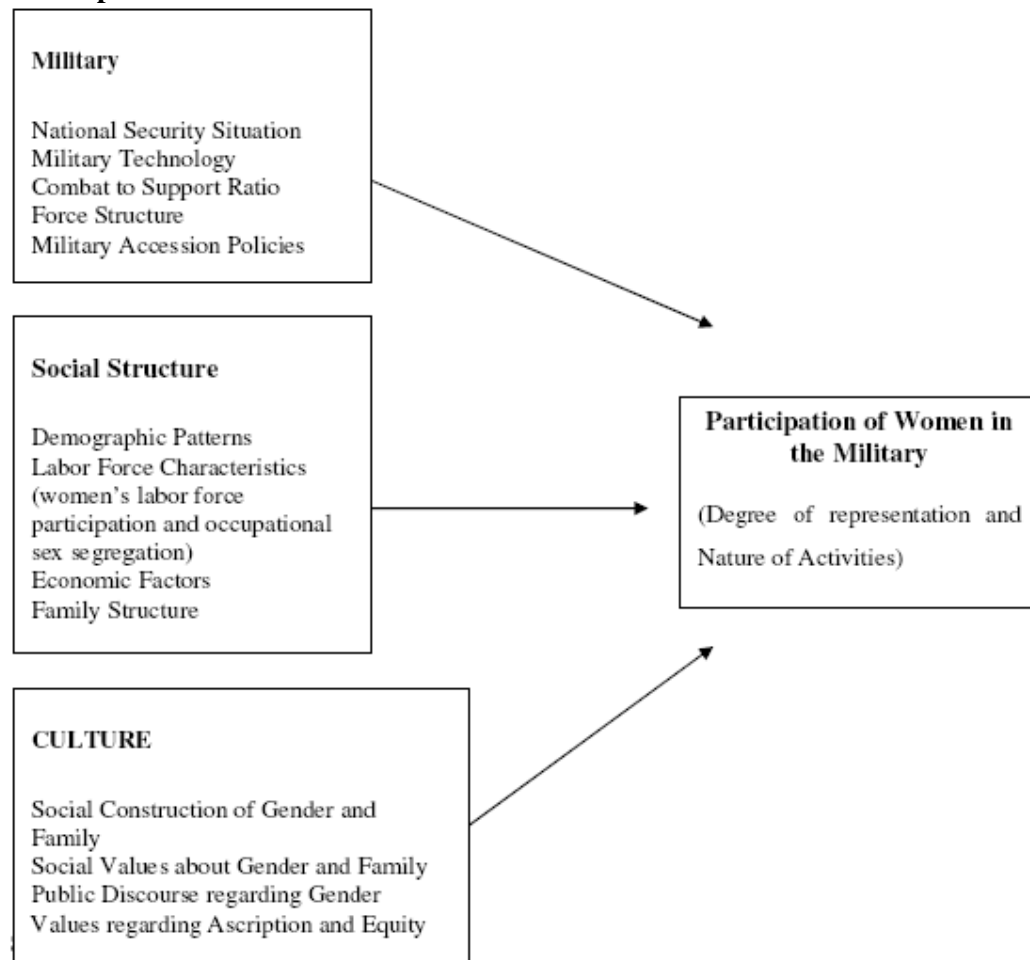 Military
National Security Situation
Military Technology
Combat to Support Ratio
Force Structure
Military Accession Policies
Social Structure
Demographic Patterns
Labor Force Characteristics
(women's labor force
participation and occupational
sex segregation)
Economic Factors
Family Structure
CULTURE
Social Construction of Gender and
Family
Social Values about Gender and Family
Public Discourse regarding Gender
Values regarding Ascription and Equity
Participation of Women in
the Military
(Degree of representation and
Nature of Activities)